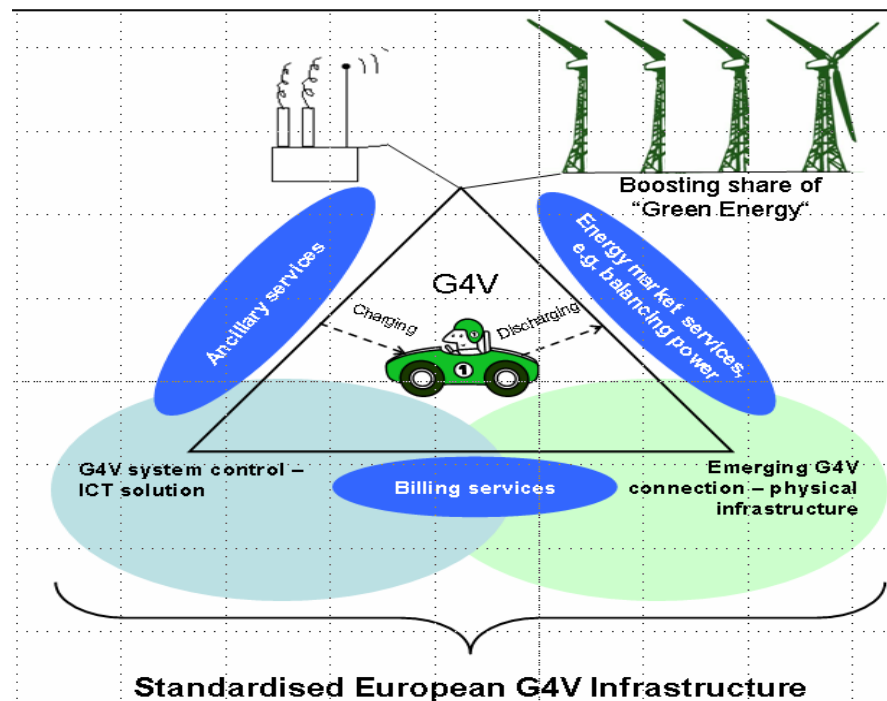 Boosting share of
“Green Energy“
Ancillary services
Energy market
services,
e.g. balancing
power
G4V
Charging
Discharging
1
G4V system control –
ICT solution
Billing services
Emerging G4V
connection – physical
infrastructure
Standardised European G4V Infrastructure